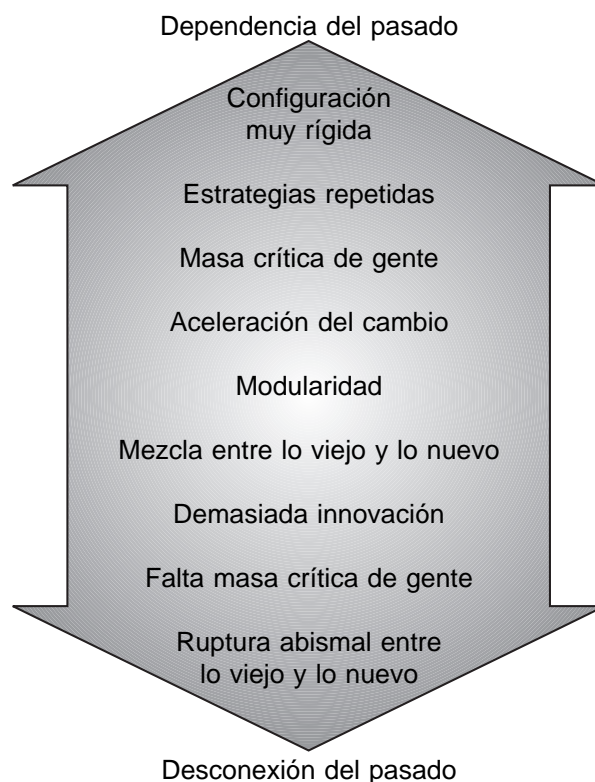 Dependencia del pasado
Configuración
muy rígida
Estrategias repetidas
Masa crítica de gente
Aceleración del cambio
Modularidad
Mezcla entre lo viejo y lo nuevo
Demasiada innovación
Falta masa crítica de gente
Ruptura abismal entre
lo viejo y lo nuevo
Desconexión del pasado